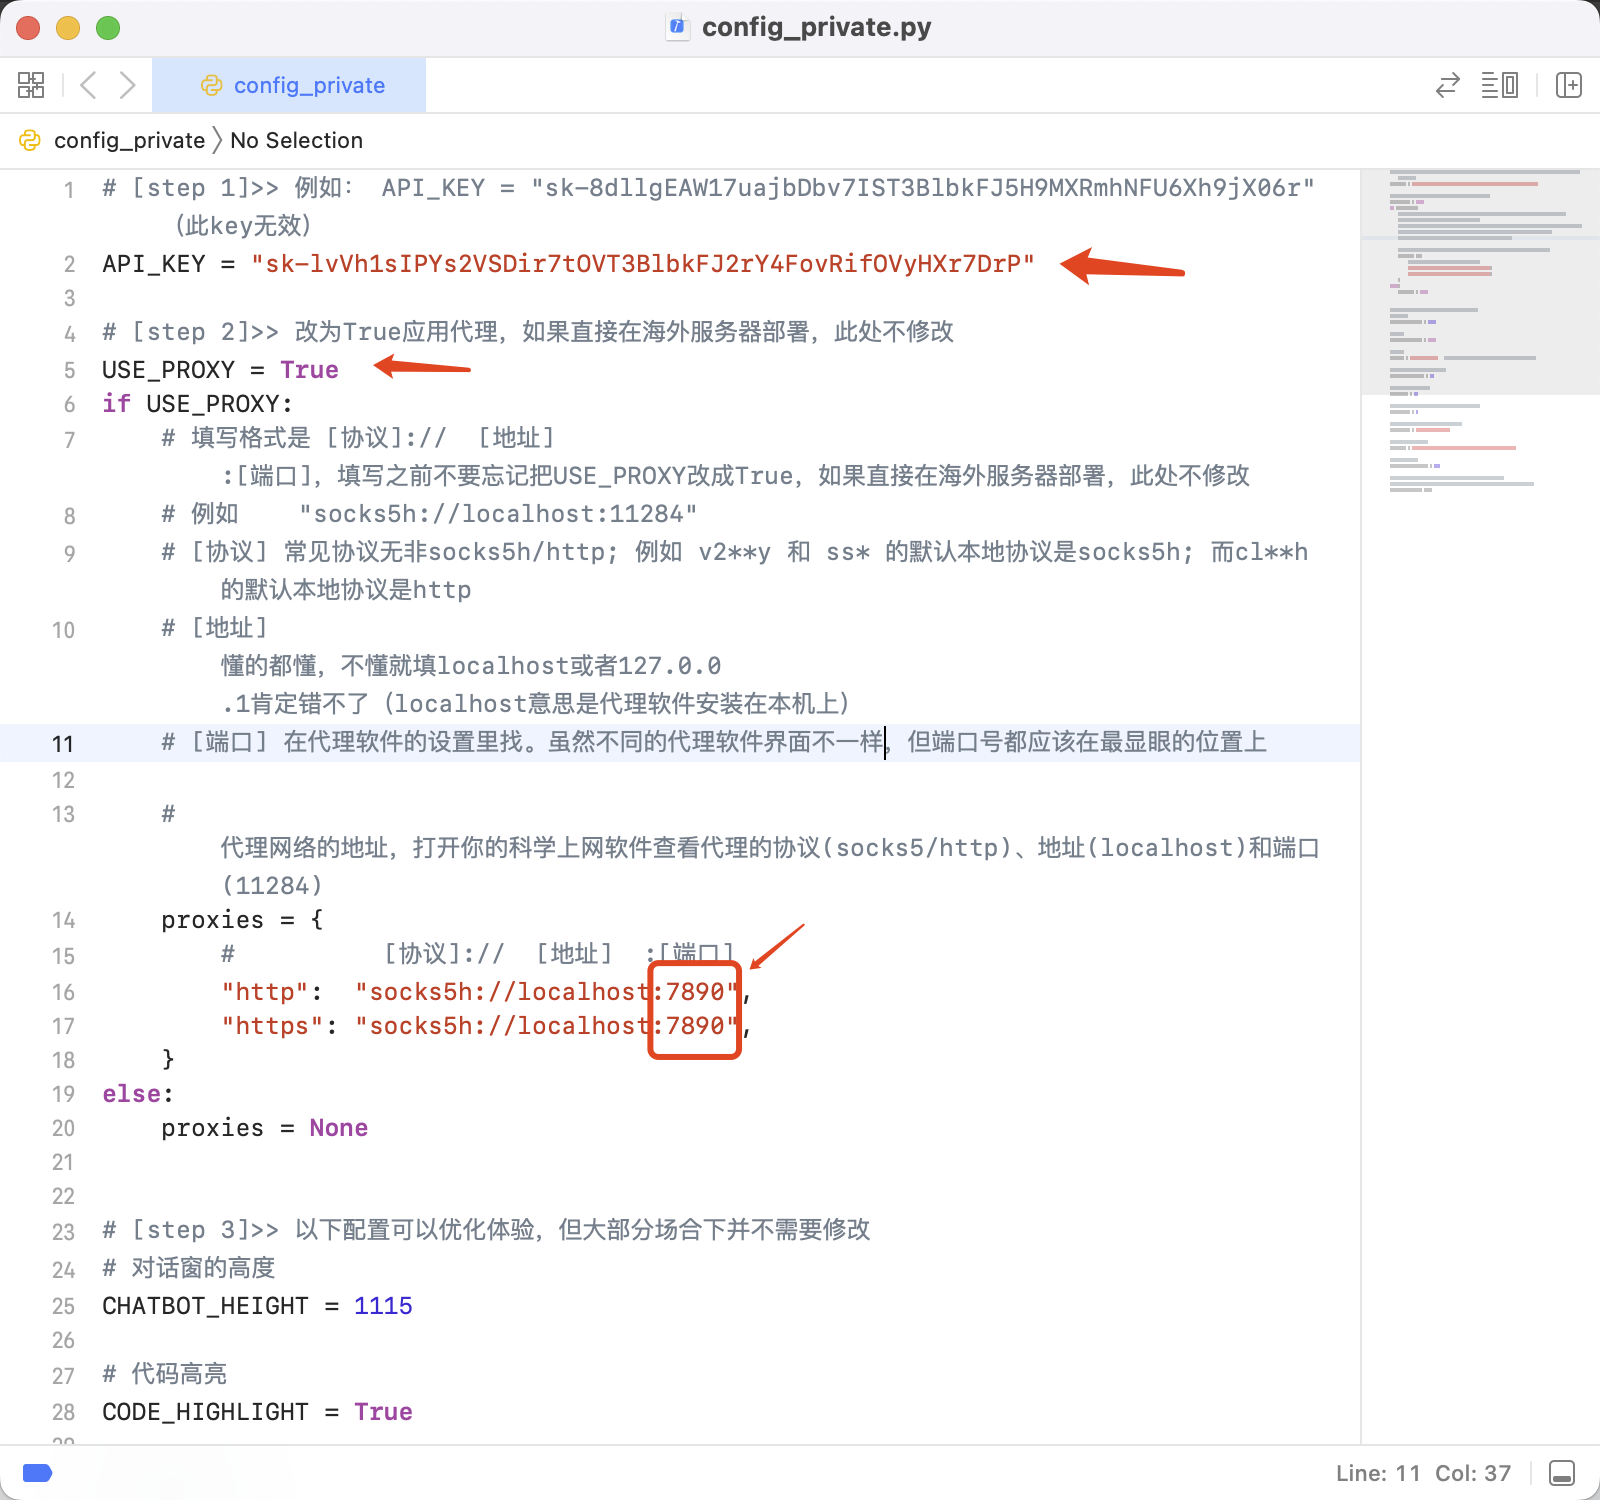 config_private.py
config_private
config_private 〉No Selection
1 # [step 1]>> 例如： API_KEY = "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"
（此key无效）
2 API_KEY = "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"
3
4 # [step 2]>> 改为True应用代理，如果直接在海外服务器部署，此处不修改
5 USE_PROXY = True
6 if USE_PROXY:
7 # 填写格式是 [协议]://  [地址]
:[端口]，填写之前不要忘记把USE_PROXY改成True，如果直接在海外服务器部署，此处不修改
8 # 例如    "socks5h://localhost:11284"
9 # [协议] 常见协议无非socks5h/http; 例如 v2**y 和 ss* 的默认本地协议是socks5h; 而cl**h
的默认本地协议是http
10 # [地址]
懂的都懂，不懂就填localhost或者127.0.0
.1肯定错不了（localhost意思是代理软件安装在本机上）
11 # [端口] 在代理软件的设置里找。虽然不同的代理软件界面不一样，但端口号都应该在最显眼的位置上
12
13 #
代理网络的地址，打开你的科学上网软件查看代理的协议(socks5/http)、地址(localhost)和端口
(11284)
14 proxies = {
15 #          [协议]://  [地址]  :[端口]
16 "http":  "socks5h://localhost:7890",
17 "https": "socks5h://localhost:7890",
18 }
19 else:
20 proxies = None
21
22
23 # [step 3]>> 以下配置可以优化体验，但大部分场合下并不需要修改
24 # 对话窗的高度
25 CHATBOT_HEIGHT = 1115
26
27 # 代码高亮
28 CODE_HIGHLIGHT = True
29
Line: 11  Col: 37